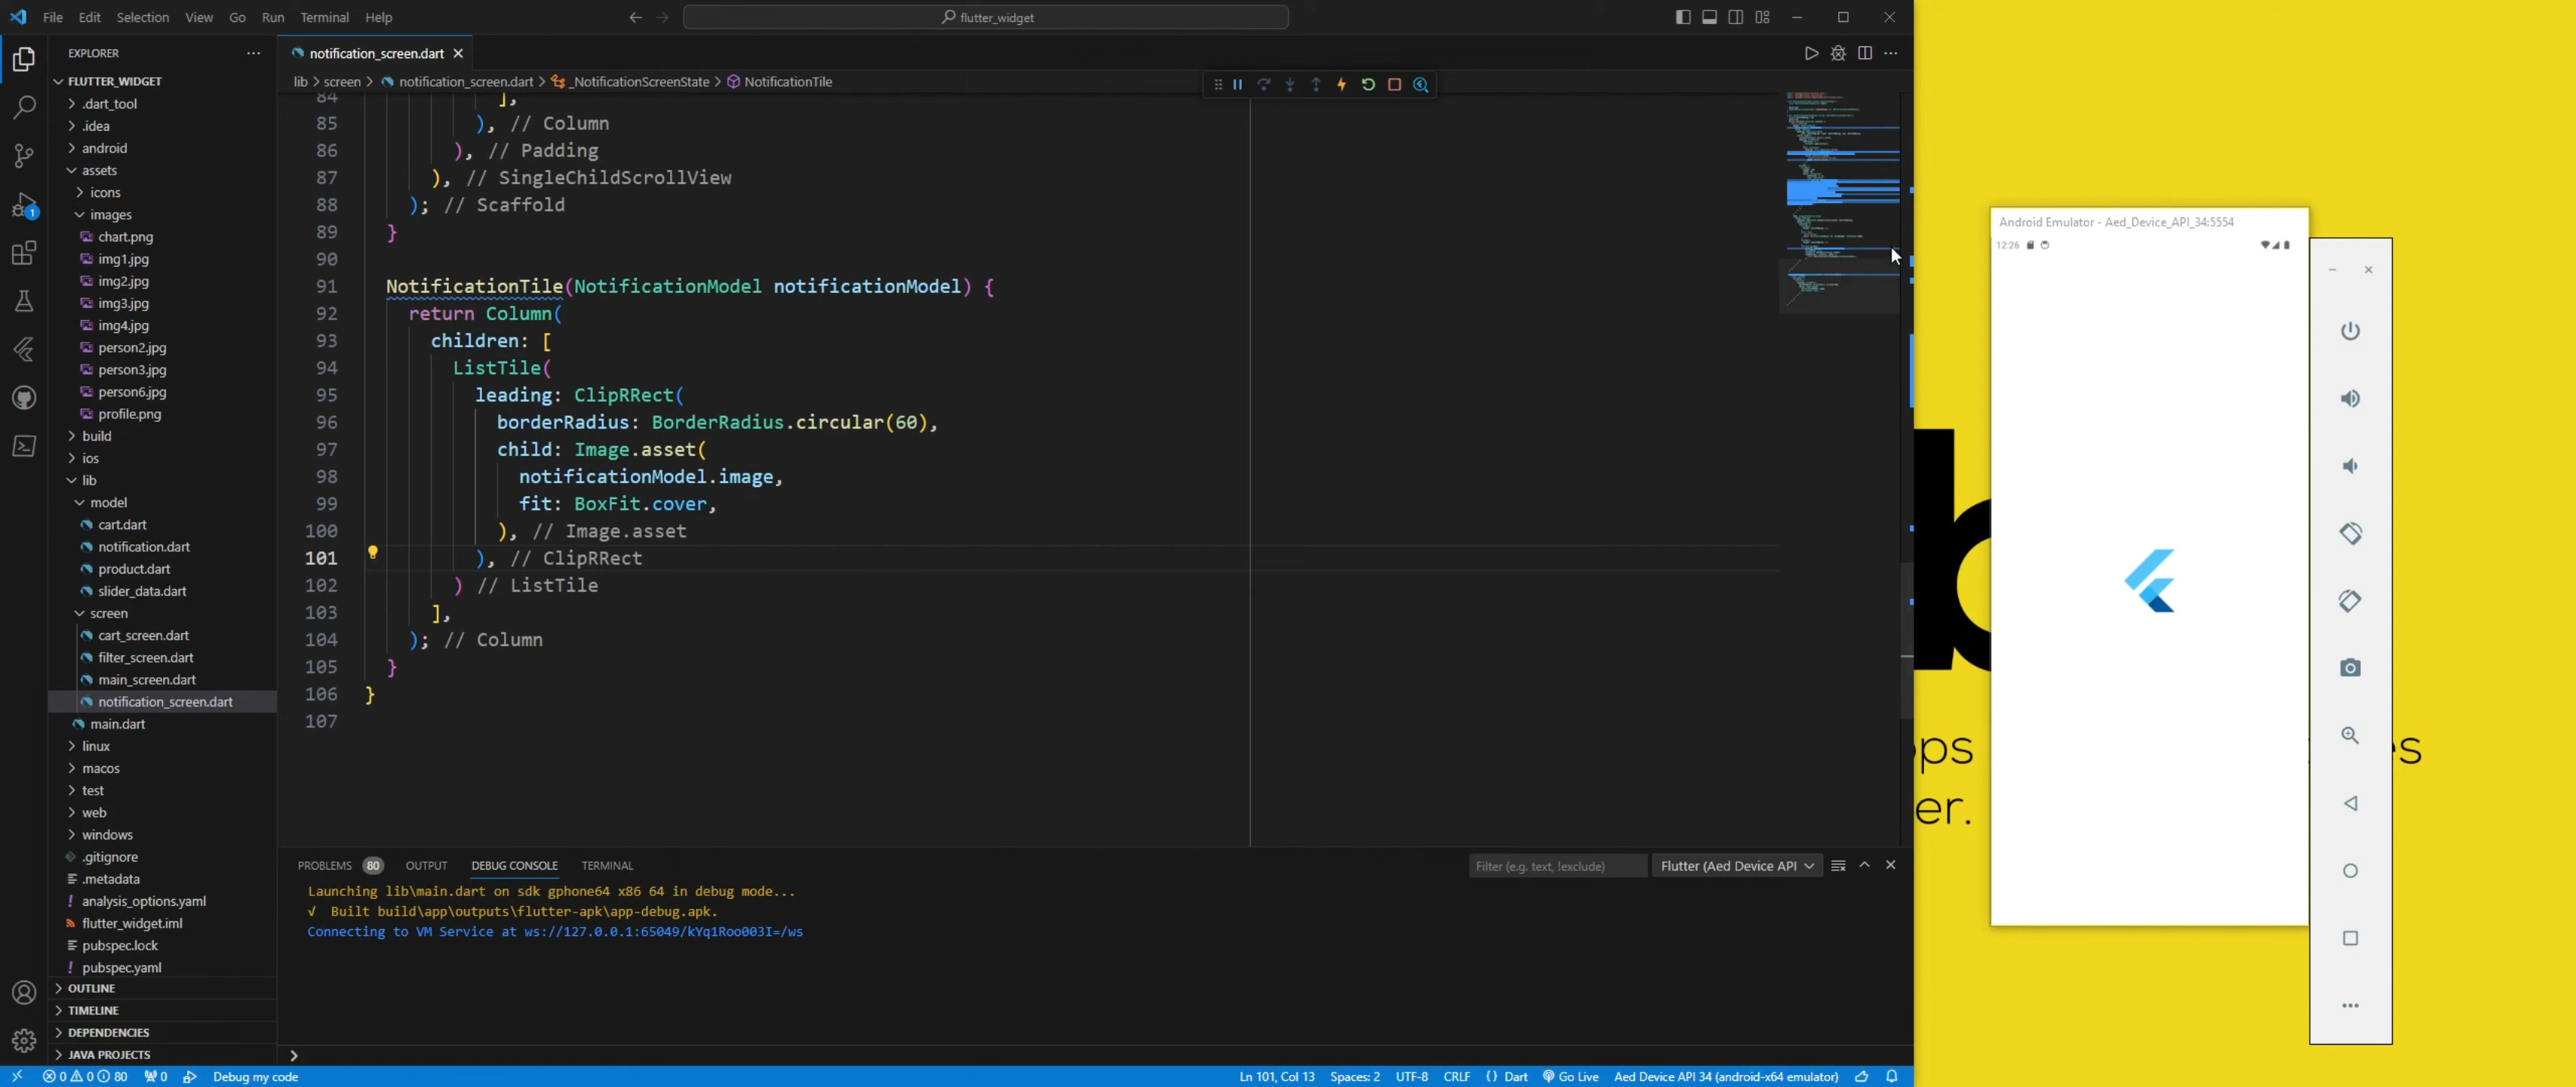 File Edit Selection View Go Run Terminal Help
flutter_widget
EXPLORER
FLUTTER_WIDGET
.dart_tool
.idea
android
assets
icons
images
chart.png
img1.jpg
img2.jpg
img3.jpg
img4.jpg
person2.jpg
person3.jpg
person6.jpg
profile.png
build
ios
lib
model
cart.dart
notification.dart
product.dart
slider_data.dart
screen
cart_screen.dart
filter_screen.dart
main_screen.dart
notification_screen.dart
main.dart
linux
macos
test
web
windows
.gitignore
.metadata
analysis_options.yaml
flutter_widget.iml
pubspec.lock
pubspec.yaml
OUTLINE
TIMELINE
DEPENDENCIES
JAVA PROJECTS
notification_screen.dart
lib > screen > notification_screen.dart > _NotificationScreenState > NotificationTile
84 ],
85 ), // Column
86 ), // Padding
87 ), // SingleChildScrollView
88 ); // Scaffold
89 }
90
91 NotificationTile(NotificationModel notificationModel) {
92 return Column(
93 children: [
94 ListTile(
95 leading: ClipRRect(
96 borderRadius: BorderRadius.circular(60),
97 child: Image.asset(
98 notificationModel.image,
99 fit: BoxFit.cover,
100 ), // Image.asset
101 ), // ClipRRect
102 ) // ListTile
103 ],
104 ); // Column
105 }
106 }
107
PROBLEMS 80 OUTPUT DEBUG CONSOLE TERMINAL
Filter (e.g. text, !exclude) Flutter (Aed Device API
Launching lib\main.dart on sdk gphone64 x86 64 in debug mode...
√ Built build\app\outputs\flutter-apk\app-debug.apk.
Connecting to VM Service at ws://127.0.0.1:65049/kYq1Roo003I=/ws
0 0 80 0 Debug my code
Ln 101, Col 13 Spaces: 2 UTF-8 CRLF {} Dart Go Live Aed Device API 34 (android-x64 emulator)
1
Android Emulator - Aed_Device_API_34:5554
12:26
b
ps
es
er.